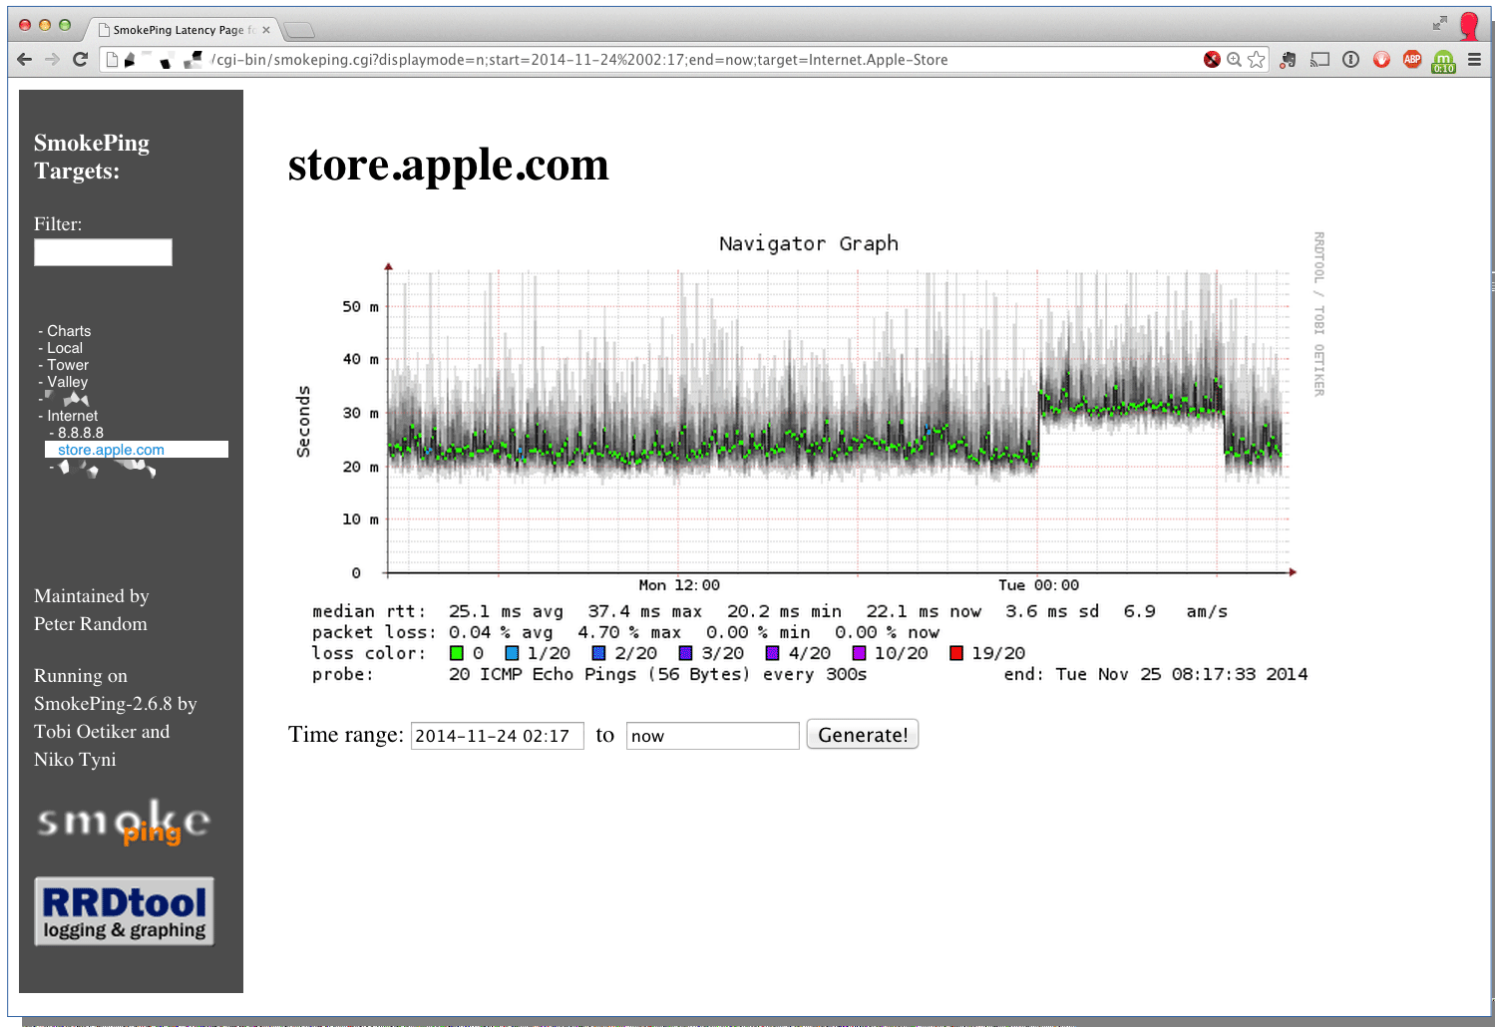 SmokePing Latency Page fo
/cgi-bin/smokeping.cgi?displaymode=n;start=2014-11-24%2002:17;end=now;target=Internet.Apple-Store
ABP
m
0:10
SmokePing
Targets:
Filter:
- Charts
- Local
- Tower
- Valley
-
- Internet
- 8.8.8.8
store.apple.com
-
Maintained by
Peter Random
Running on
SmokePing-2.6.8 by
Tobi Oetiker and
Niko Tyni
smoke
ping
RRDtool
logging & graphing
store.apple.com
Navigator Graph
RRDTOOL / TOBI OETIKER
Seconds
50 m
40 m
30 m
20 m
10 m
0
Mon 12:00 Tue 00:00
median rtt: 25.1 ms avg 37.4 ms max 20.2 ms min 22.1 ms now 3.6 ms sd 6.9 am/s
packet loss: 0.04 % avg 4.70 % max 0.00 % min 0.00 % now
loss color: 0 1/20 2/20 3/20 4/20 10/20 19/20
probe: 20 ICMP Echo Pings (56 Bytes) every 300s end: Tue Nov 25 08:17:33 2014
Time range: 2014-11-24 02:17 to now Generate!